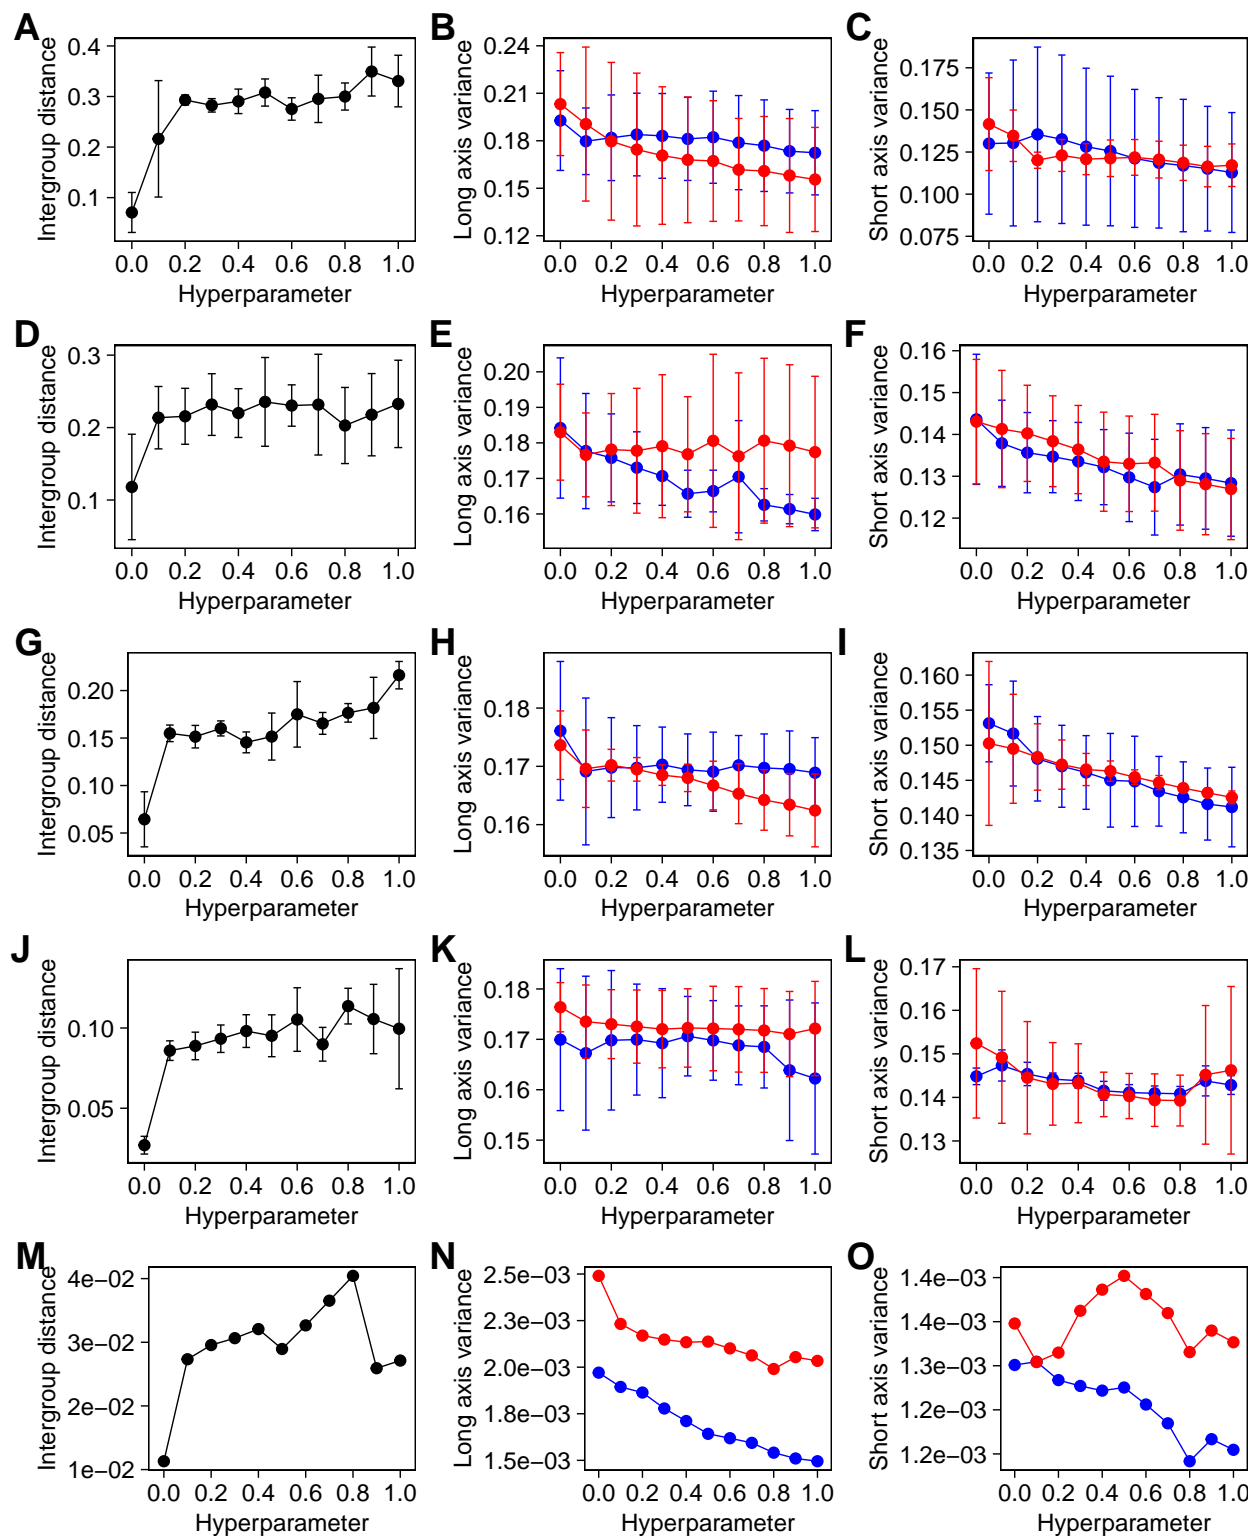 A
Intergroup distance
0.4
0.3
0.2
0.1
0.0 0.2 0.4 0.6 0.8 1.0
Hyperparameter
B
Long axis variance
0.24
0.21
0.18
0.15
0.12
0.0 0.2 0.4 0.6 0.8 1.0
Hyperparameter
C
Short axis variance
0.175
0.150
0.125
0.100
0.075
0.0 0.2 0.4 0.6 0.8 1.0
Hyperparameter
D
Intergroup distance
0.3
0.2
0.1
0.0 0.2 0.4 0.6 0.8 1.0
Hyperparameter
E
Long axis variance
0.20
0.19
0.18
0.17
0.16
0.0 0.2 0.4 0.6 0.8 1.0
Hyperparameter
F
Short axis variance
0.16
0.15
0.14
0.13
0.12
0.0 0.2 0.4 0.6 0.8 1.0
Hyperparameter
G
Intergroup distance
0.20
0.15
0.10
0.05
0.0 0.2 0.4 0.6 0.8 1.0
Hyperparameter
H
Long axis variance
0.18
0.17
0.16
0.0 0.2 0.4 0.6 0.8 1.0
Hyperparameter
I
Short axis variance
0.160
0.155
0.150
0.145
0.140
0.135
0.0 0.2 0.4 0.6 0.8 1.0
Hyperparameter
J
Intergroup distance
0.10
0.05
0.0 0.2 0.4 0.6 0.8 1.0
Hyperparameter
K
Long axis variance
0.18
0.17
0.16
0.15
0.0 0.2 0.4 0.6 0.8 1.0
Hyperparameter
L
Short axis variance
0.17
0.16
0.15
0.14
0.13
0.0 0.2 0.4 0.6 0.8 1.0
Hyperparameter
M
Intergroup distance
4e−02
3e−02
2e−02
1e−02
0.0 0.2 0.4 0.6 0.8 1.0
Hyperparameter
N
Long axis variance
2.5e−03
2.3e−03
2.0e−03
1.8e−03
1.5e−03
0.0 0.2 0.4 0.6 0.8 1.0
Hyperparameter
O
Short axis variance
1.4e−03
1.4e−03
1.3e−03
1.2e−03
1.2e−03
0.0 0.2 0.4 0.6 0.8 1.0
Hyperparameter